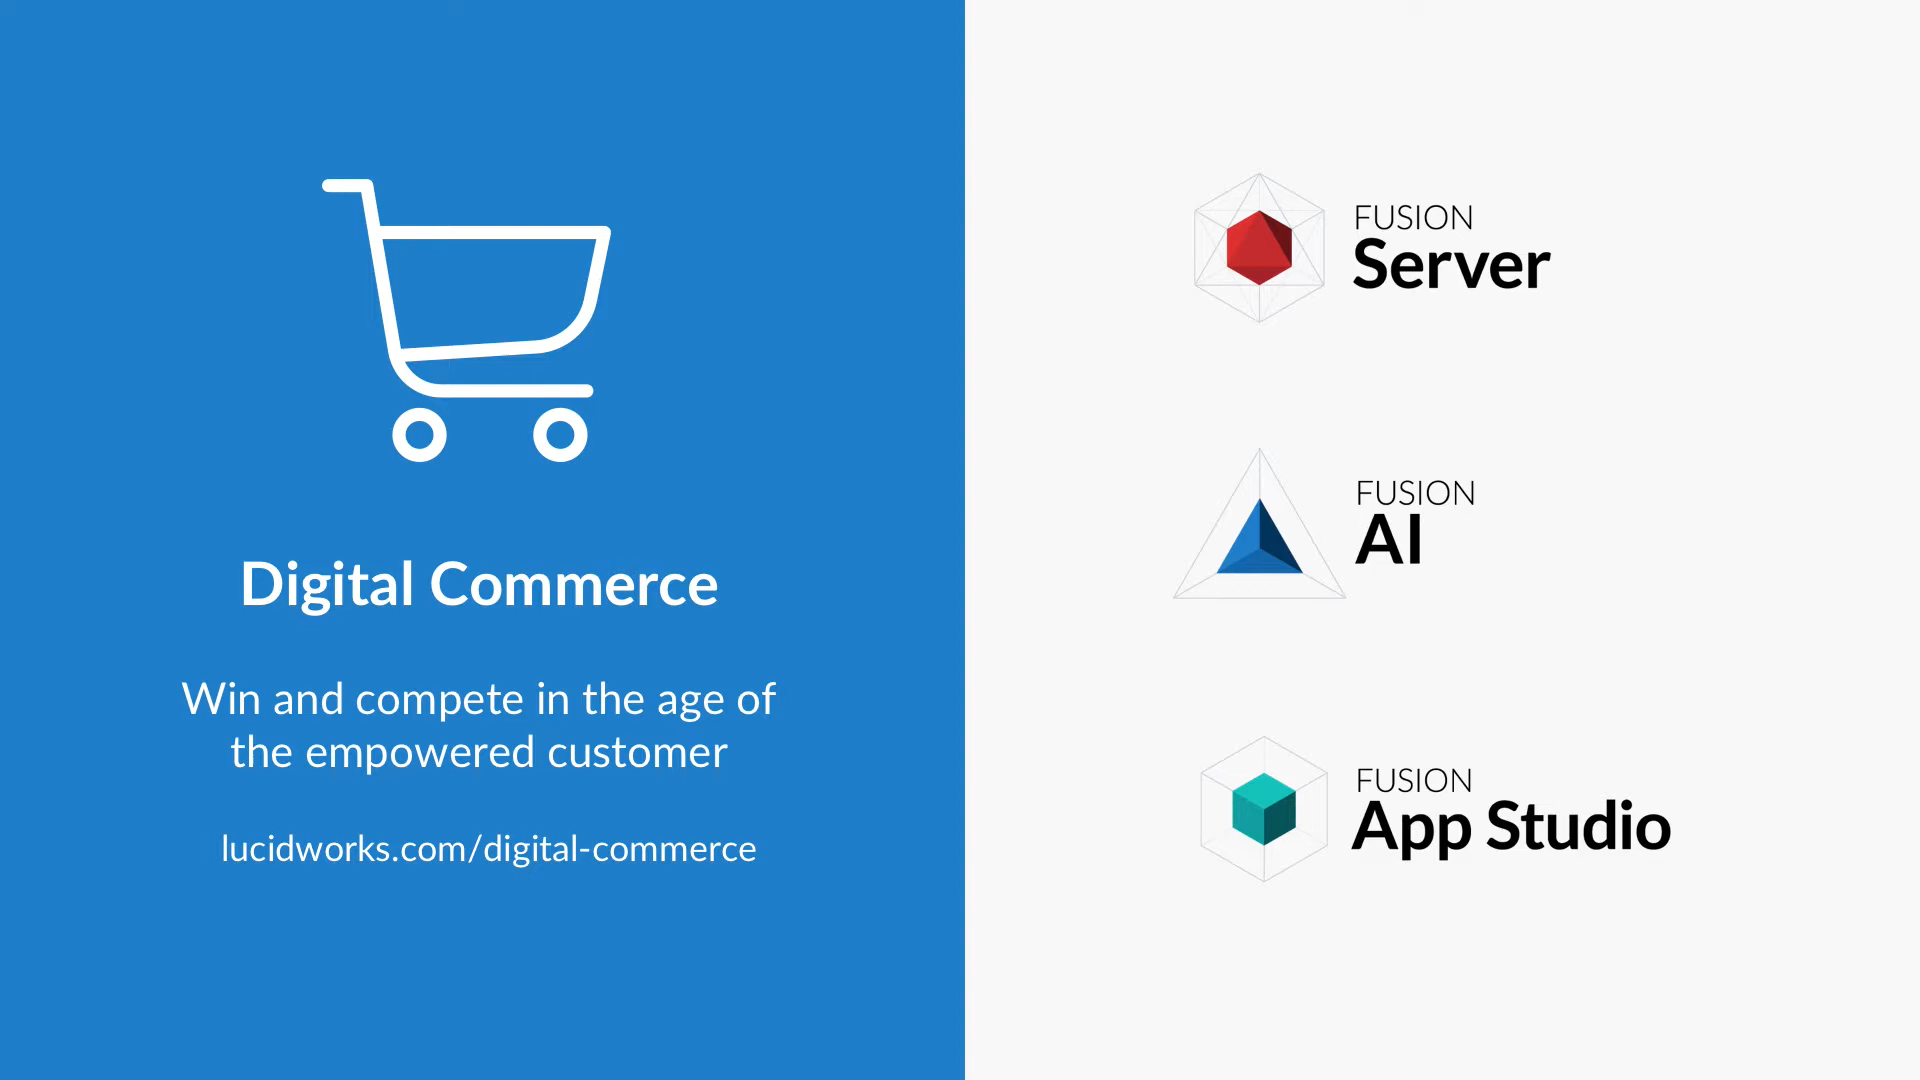 Digital Commerce
Win and compete in the age of
the empowered customer
lucidworks.com/digital-commerce
FUSION
Server
FUSION
AI
FUSION
App Studio